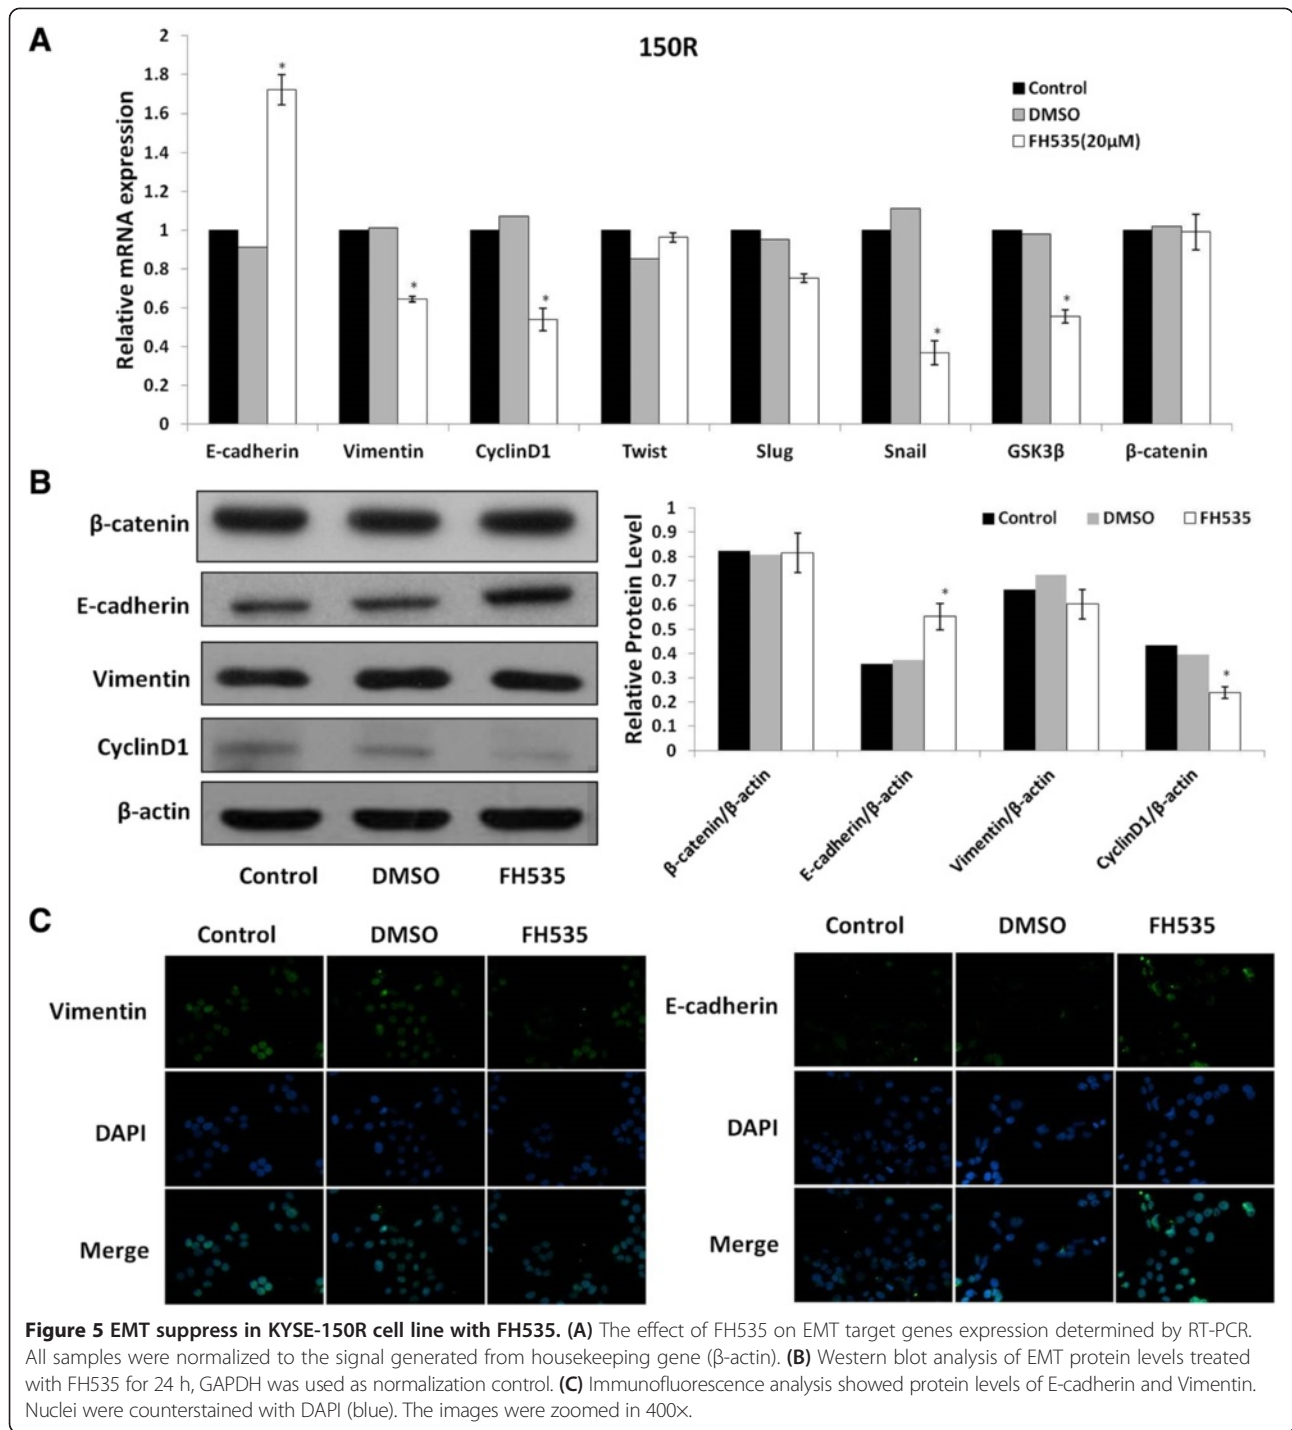 A
150R
2
1.8
1.6
1.4
1.2
1
0.8
0.6
0.4
0.2
0
Relative mRNA expression
Control
DMSO
FH535(20µM)
*
*
*
*
*
E-cadherin Vimentin CyclinD1 Twist Slug Snail GSK3β β-catenin
B
β-catenin
E-cadherin
Vimentin
CyclinD1
β-actin
Control DMSO FH535
Relative Protein Level
1
0.9
0.8
0.7
0.6
0.5
0.4
0.3
0.2
0.1
0
Control DMSO FH535
*
*
β-catenin/β-actin
E-cadherin/β-actin
Vimentin/β-actin
CyclinD1/β-actin
C
Control DMSO FH535
Vimentin
DAPI
Merge
Control DMSO FH535
E-cadherin
DAPI
Merge
Figure 5 EMT suppress in KYSE-150R cell line with FH535. (A) The effect of FH535 on EMT target genes expression determined by RT-PCR.
All samples were normalized to the signal generated from housekeeping gene (β-actin). (B) Western blot analysis of EMT protein levels treated
with FH535 for 24 h, GAPDH was used as normalization control. (C) Immunofluorescence analysis showed protein levels of E-cadherin and Vimentin.
Nuclei were counterstained with DAPI (blue). The images were zoomed in 400×.